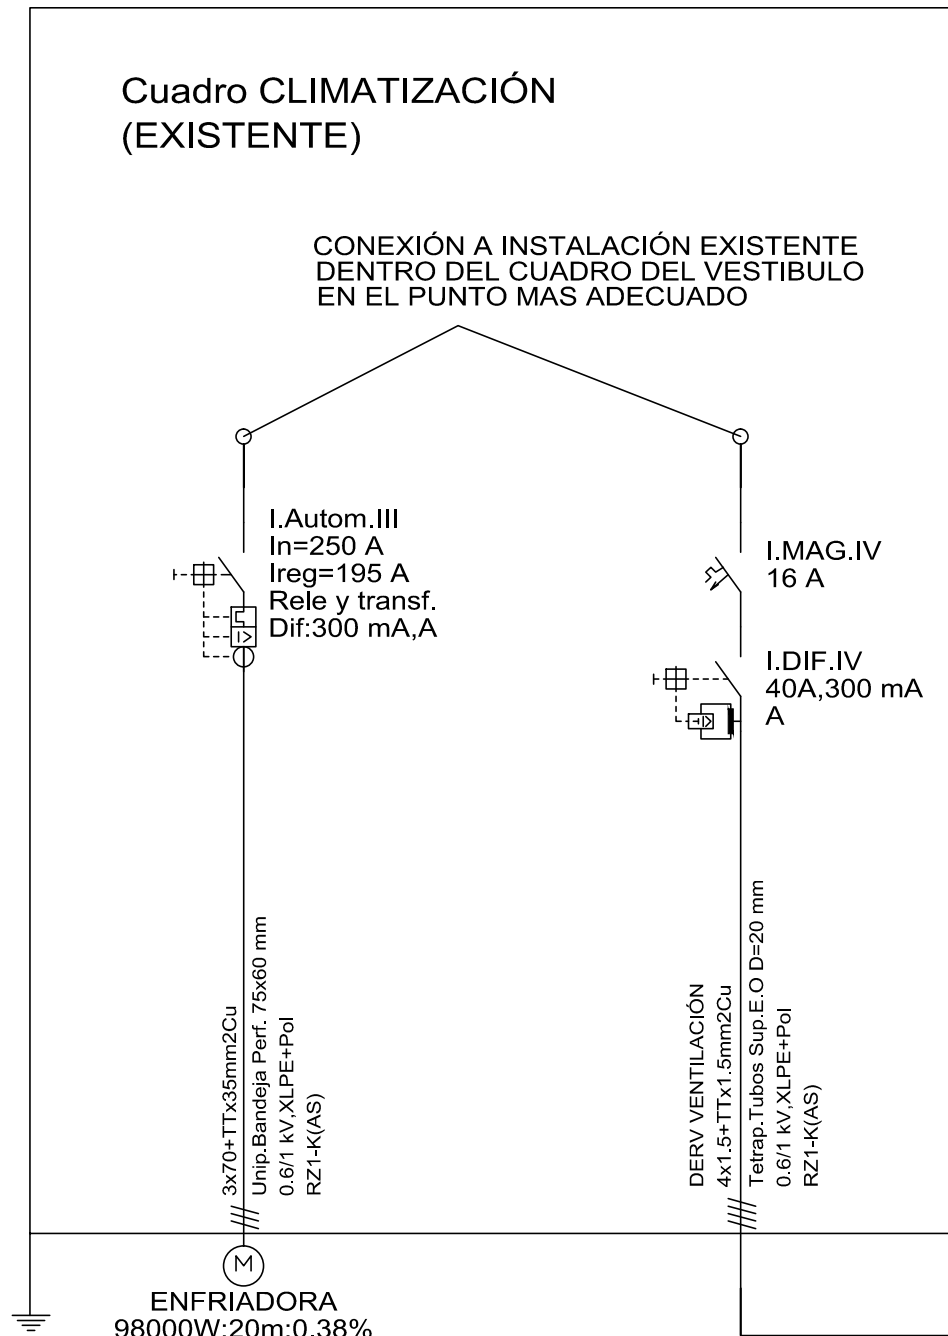 Cuadro CLIMATIZACIÓN
(EXISTENTE)
CONEXIÓN A INSTALACIÓN EXISTENTE
DENTRO DEL CUADRO DEL VESTIBULO
EN EL PUNTO MAS ADECUADO
I.Autom.III
In=250 A
Ireg=195 A
Rele y transf.
Dif:300 mA,A
I.MAG.IV
16 A
I.DIF.IV
40A,300 mA
A
3x70+TTx35mm2Cu
Unip.Bandeja Perf. 75x60 mm
0.6/1 kV,XLPE+Pol
RZ1-K(AS)
DERV VENTILACIÓN
4x1.5+TTx1.5mm2Cu
Tetrap.Tubos Sup.E.O D=20 mm
0.6/1 kV,XLPE+Pol
RZ1-K(AS)
M
ENFRIADORA
98000W:20m:0.38%